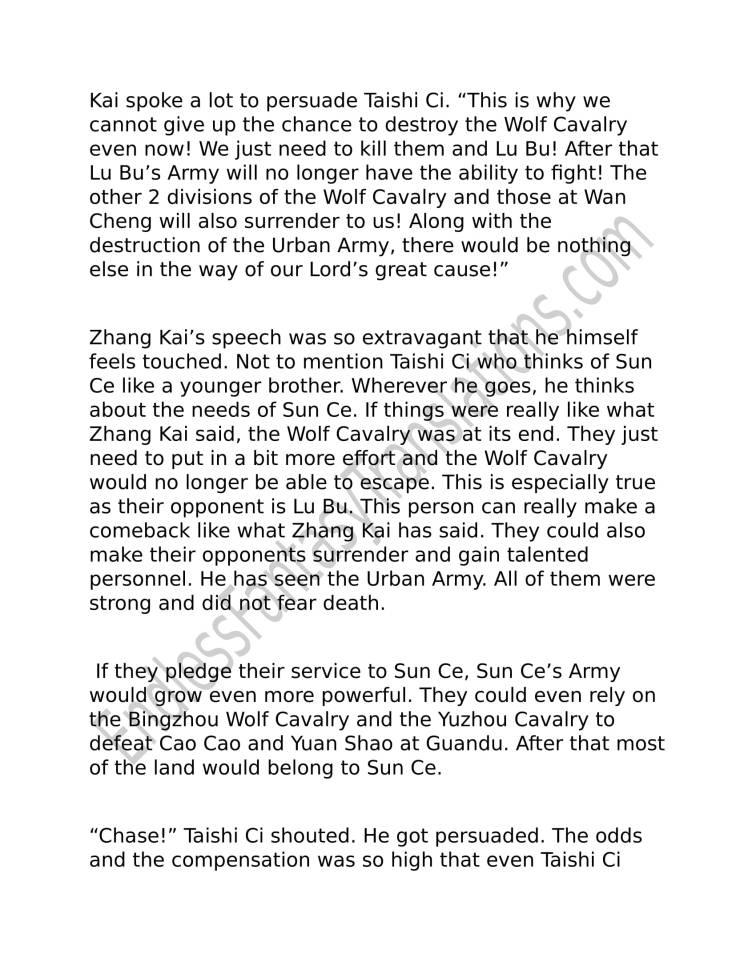 Kai spoke a lot to persuade Taishi Ci. “This is why we
cannot give up the chance to destroy the Wolf Cavalry
even now! We just need to kill them and Lu Bu! After that
Lu Bu’s Army will no longer have the ability to fight! The
other 2 divisions of the Wolf Cavalry and those at Wan
Cheng will also surrender to us! Along with the
destruction of the Urban Army, there would be nothing
else in the way of our Lord’s great cause!”
Zhang Kai’s speech was so extravagant that he himself
feels touched. Not to mention Taishi Ci who thinks of Sun
Ce like a younger brother. Wherever he goes, he thinks
about the needs of Sun Ce. If things were really like what
Zhang Kai said, the Wolf Cavalry was at its end. They just
need to put in a bit more effort and the Wolf Cavalry
would no longer be able to escape. This is especially true
as their opponent is Lu Bu. This person can really make a
comeback like what Zhang Kai has said. They could also
make their opponents surrender and gain talented
personnel. He has seen the Urban Army. All of them were
strong and did not fear death.
If they pledge their service to Sun Ce, Sun Ce’s Army
would grow even more powerful. They could even rely on
the Bingzhou Wolf Cavalry and the Yuzhou Cavalry to
defeat Cao Cao and Yuan Shao at Guandu. After that most
of the land would belong to Sun Ce.
“Chase!” Taishi Ci shouted. He got persuaded. The odds
and the compensation was so high that even Taishi Ci
EndlessFantasyTranslations.com